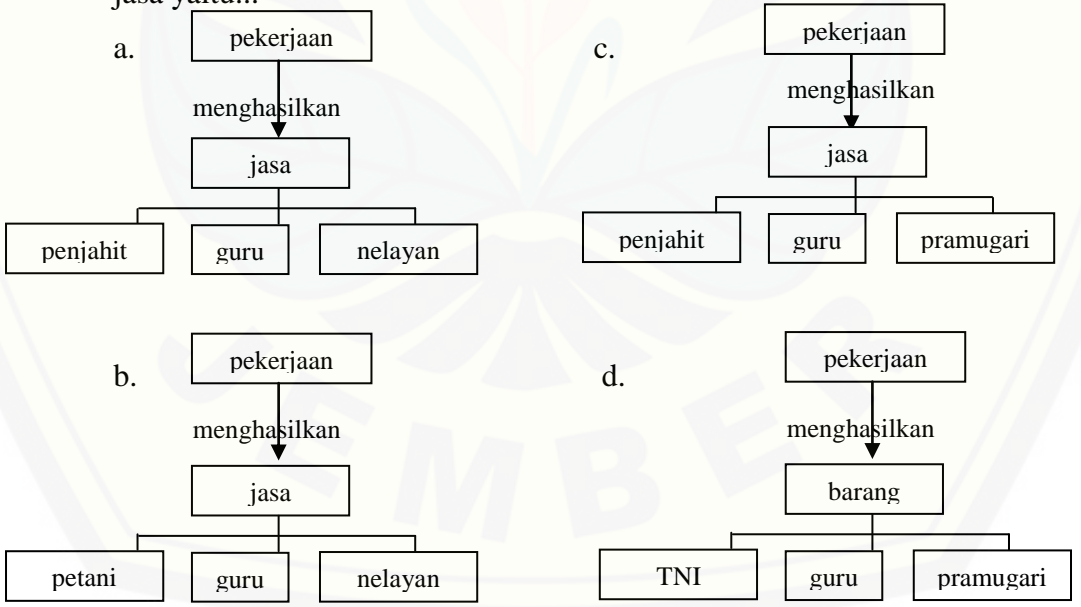 jasa yaitu...
a.
pekerjaan
menghasilkan
jasa
penjahit guru nelayan
c.
pekerjaan
menghasilkan
jasa
penjahit guru pramugari
b.
pekerjaan
menghasilkan
jasa
petani guru nelayan
d.
pekerjaan
menghasilkan
barang
TNI guru pramugari
JEMBER